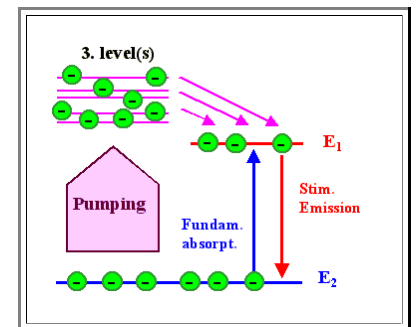 3. level(s)
E1
Stim.
Emission
Pumping
Fundam.
absorpt.
E2